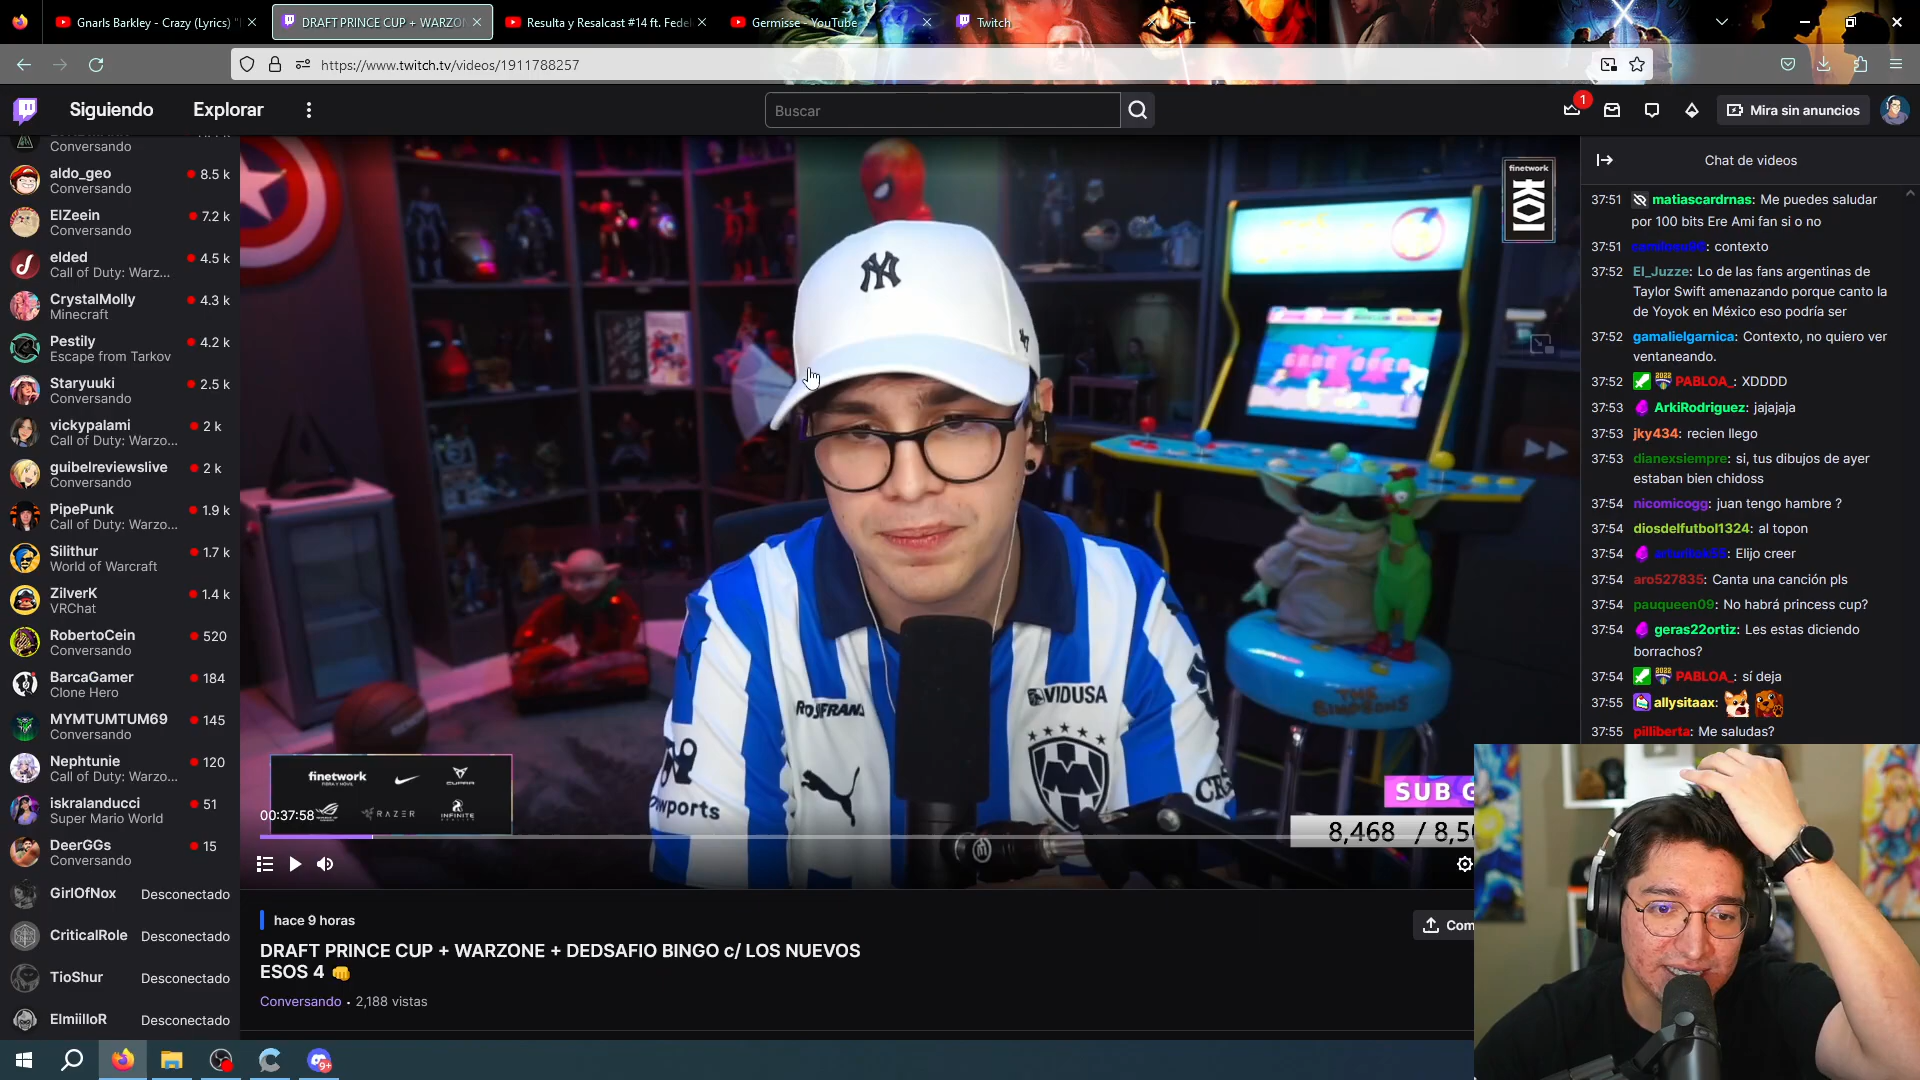 Gnarls Barkley - Crazy (Lyrics)
DRAFT PRINCE CUP + WARZO
Resulta y Resalcast #14 ft. Fede
Germisse - YouTube
Twitch
https://www.twitch.tv/videos/1911788257
Siguiendo
Explorar
Buscar
1
Mira sin anuncios
Conversando
aldo_geo
8.5 k
Conversando
ElZeein
7.2 k
Conversando
elded
4.5 k
Call of Duty: Warz...
CrystalMolly
4.3 k
Minecraft
Pestily
4.2 k
Escape from Tarkov
Staryuuki
2.5 k
Conversando
vickypalami
2 k
Call of Duty: Warzo...
guibelreviewslive
2 k
Conversando
PipePunk
1.9 k
Call of Duty: Warzo...
Silithur
1.7 k
World of Warcraft
ZilverK
1.4 k
VRChat
RobertoCein
520
Conversando
BarcaGamer
184
Clone Hero
MYMTUMTUM69
145
Conversando
Nephtunie
120
Call of Duty: Warzo...
iskralanducci
51
Super Mario World
DeerGGs
15
Conversando
GirlOfNox
Desconectado
CriticalRole
Desconectado
TioShur
Desconectado
ElmiilloR
Desconectado
finetwork
KOI
NY
VIDUSA
THE SIMPSONS
finetwork
CUPRA
RAZER
INFINITE
SUB G
8,468 / 8,50
00:37:58
hace 9 horas
DRAFT PRINCE CUP + WARZONE + DEDSAFIO BINGO c/ LOS NUEVOS
ESOS 4 👊
Conversando • 2,188 vistas
Com
Chat de videos
37:51 matiascardrnas: Me puedes saludar
por 100 bits Ere Ami fan si o no
37:51 : contexto
37:52 El_Juzze: Lo de las fans argentinas de
Taylor Swift amenazando porque canto la
de Yoyok en México eso podría ser
37:52 gamalielgarnica: Contexto, no quiero ver
ventaneando.
37:52 PABLOA_: XDDDD
37:53 ArkiRodriguez: jajajaja
37:53 jky434: recien llego
37:53 dianexsiempre: si, tus dibujos de ayer
estaban bien chidoss
37:54 nicomicogg: juan tengo hambre ?
37:54 diosdelfutbol1324: al topon
37:54 : Elijo creer
37:54 aro527835: Canta una canción pls
37:54 pauqueen09: No habrá princess cup?
37:54 geras22ortiz: Les estas diciendo
borrachos?
37:54 PABLOA_: sí deja
37:55 allysitaax:
37:55 pilliberta: Me saludas?
9+